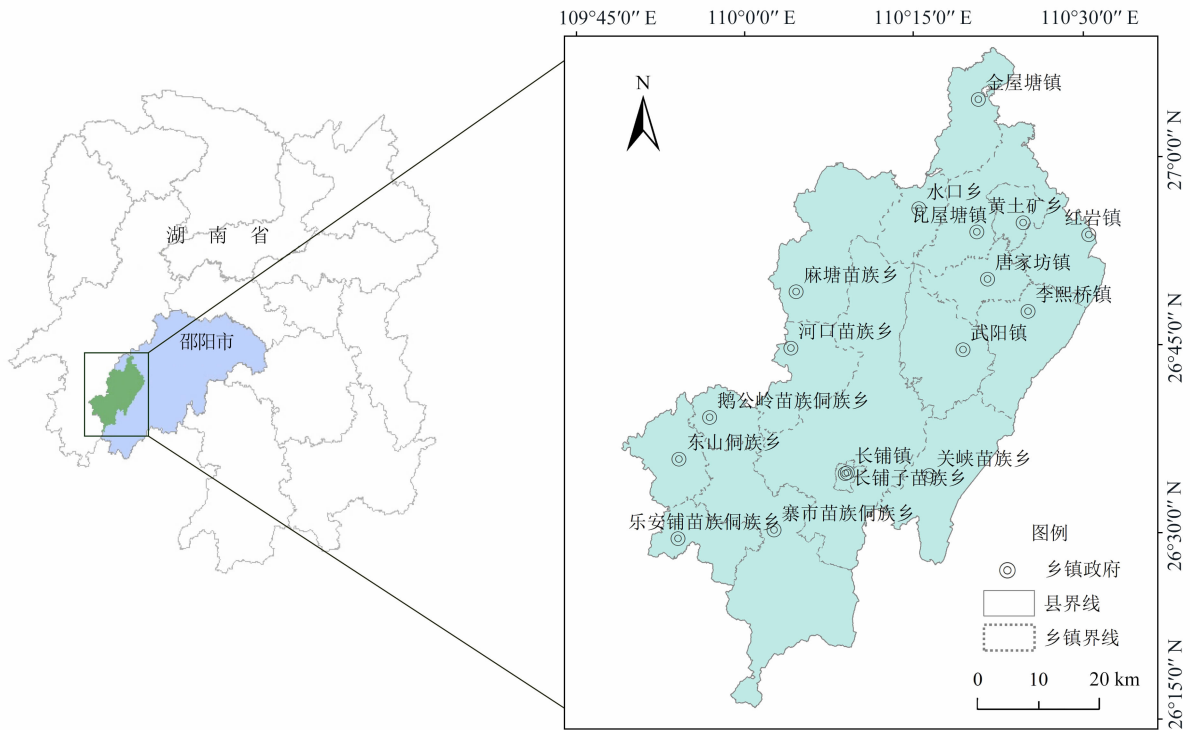 109°45′0″ E
110°0′0″ E
110°15′0″ E
110°30′0″ E
N
金屋塘镇
27°0′0″ N
水口乡
瓦屋塘镇
黄土矿乡
红岩镇
湖 南 省
唐家坊镇
麻塘苗族乡
李熙桥镇
河口苗族乡
武阳镇
邵阳市
26°45′0″ N
鹅公岭苗族侗族乡
东山侗族乡
长铺镇
关峡苗族乡
长铺子苗族乡
乐安铺苗族侗族乡
寨市苗族侗族乡
26°30′0″ N
图例
乡镇政府
县界线
乡镇界线
0 10 20 km
26°15′0″ N